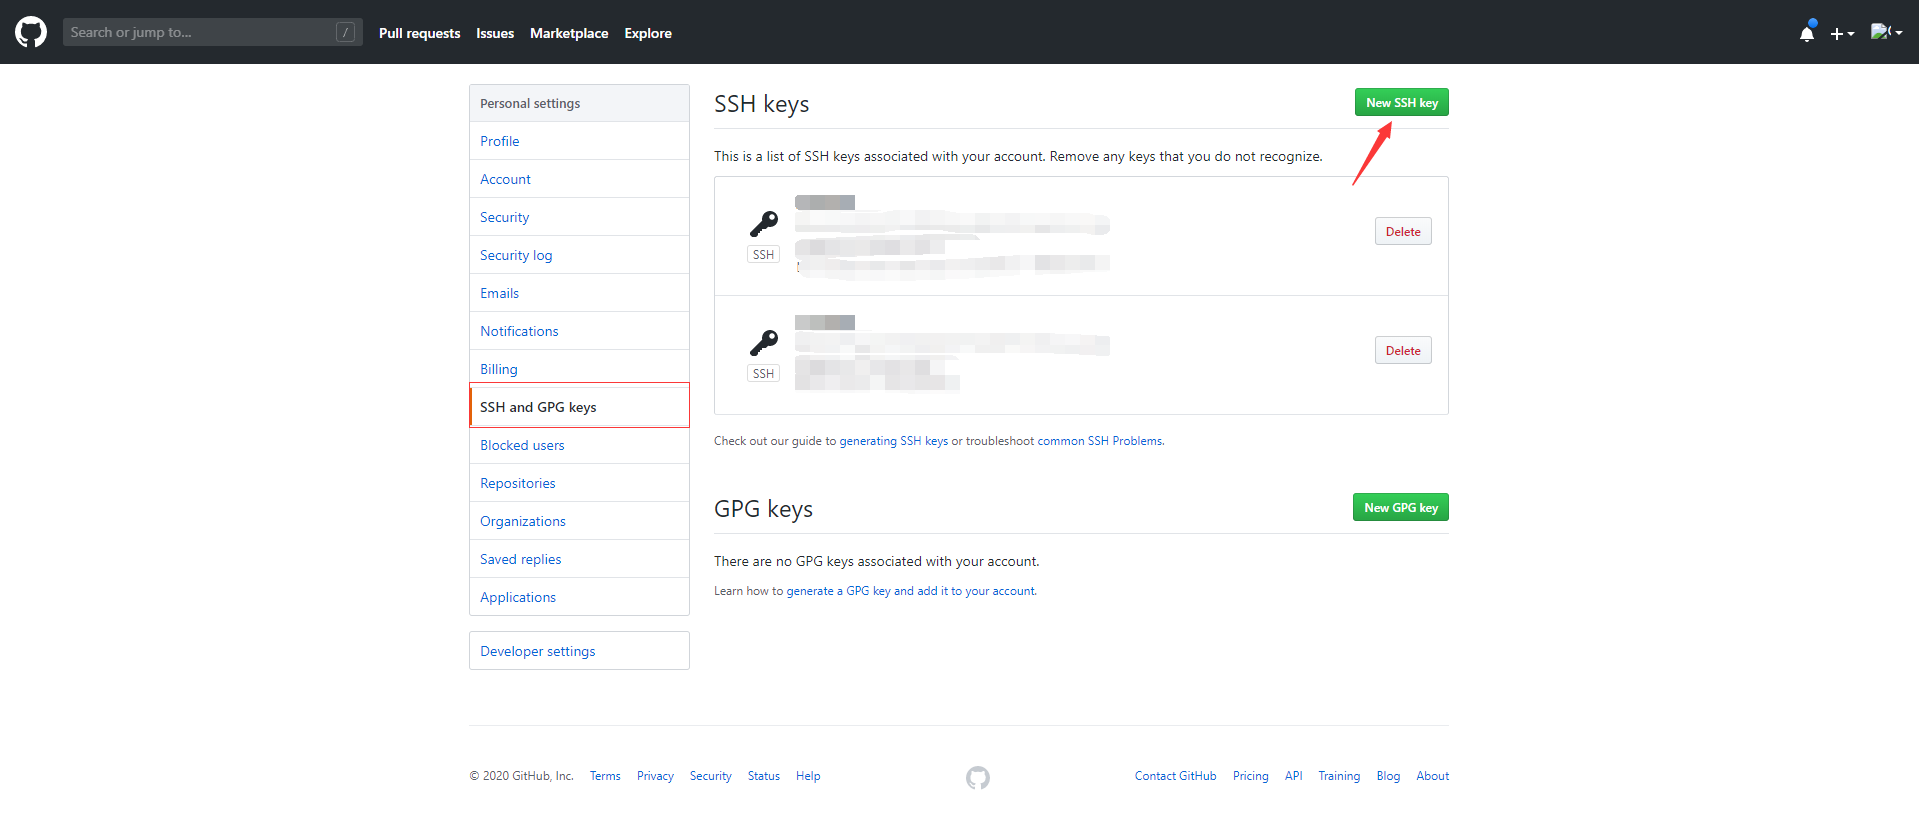 Search or jump to... /
Pull requests Issues Marketplace Explore
Personal settings
Profile
Account
Security
Security log
Emails
Notifications
Billing
SSH and GPG keys
Blocked users
Repositories
Organizations
Saved replies
Applications
Developer settings
SSH keys
New SSH key
This is a list of SSH keys associated with your account. Remove any keys that you do not recognize.
SSH
Delete
SSH
Delete
Check out our guide to generating SSH keys or troubleshoot common SSH Problems.
GPG keys
New GPG key
There are no GPG keys associated with your account.
Learn how to generate a GPG key and add it to your account.
© 2020 GitHub, Inc. Terms Privacy Security Status Help
Contact GitHub Pricing API Training Blog About